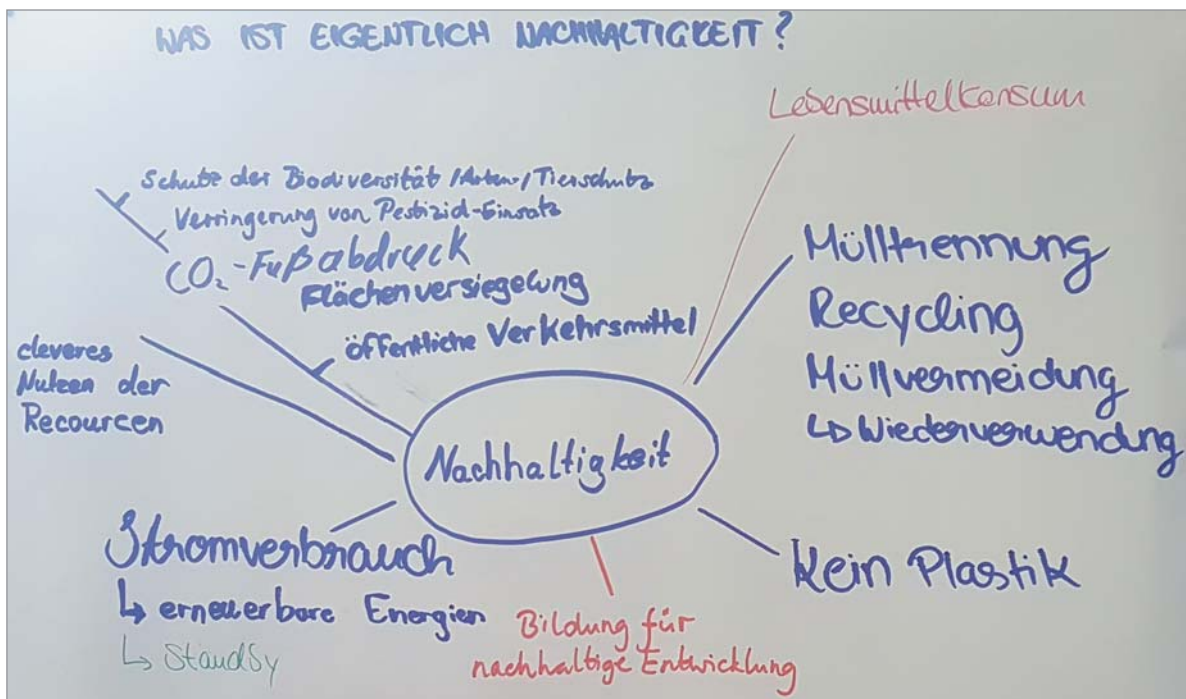 WAS IST EIGENTLICH NACHHALTIGKEIT?
Lebensmittelkonsum
Schutz der Biodiversität /Arten-/Tierschutz
Verringerung von Pestizid-Einsatz
CO₂-Fußabdruck
Flächenversiegelung
öffentliche Verkehrsmittel
cleveres
Nutzen der
Recourcen
Mülltrennung
Recycling
Müllvermeidung
↳ Wiederverwendung
Nachhaltigkeit
Stromverbrauch
↳ erneuerbare Energien
↳ Standby
Bildung für
nachhaltige Entwicklung
Kein Plastik